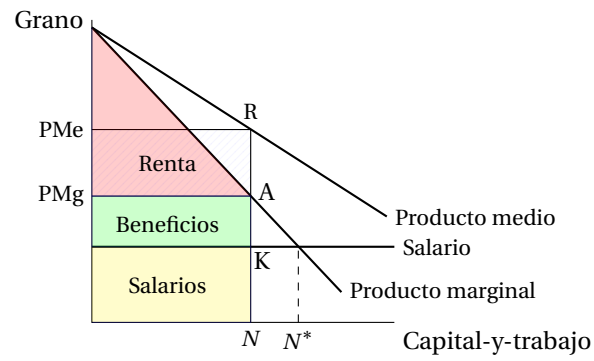 Grano
R
PMe
Renta
PMg
A
Producto medio
Beneficios
Salario
K
Salarios
Producto marginal
N
N*
Capital-y-trabajo